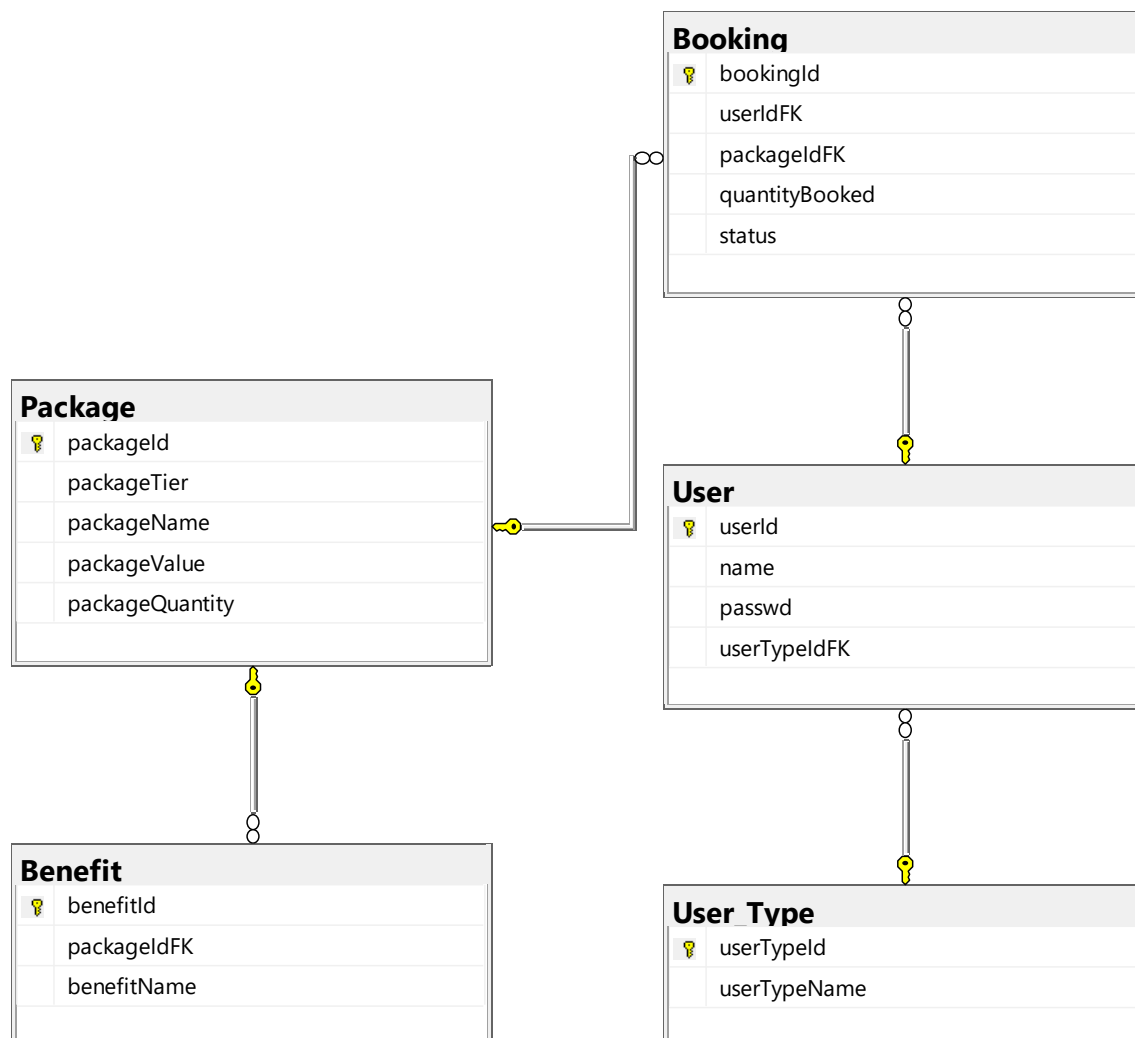 Booking
bookingId
userIdFK
packageIdFK
quantityBooked
status
Package
packageId
packageTier
packageName
packageValue
packageQuantity
User
userId
name
passwd
userTypeIdFK
Benefit
benefitId
packageIdFK
benefitName
User_Type
userTypeId
userTypeName